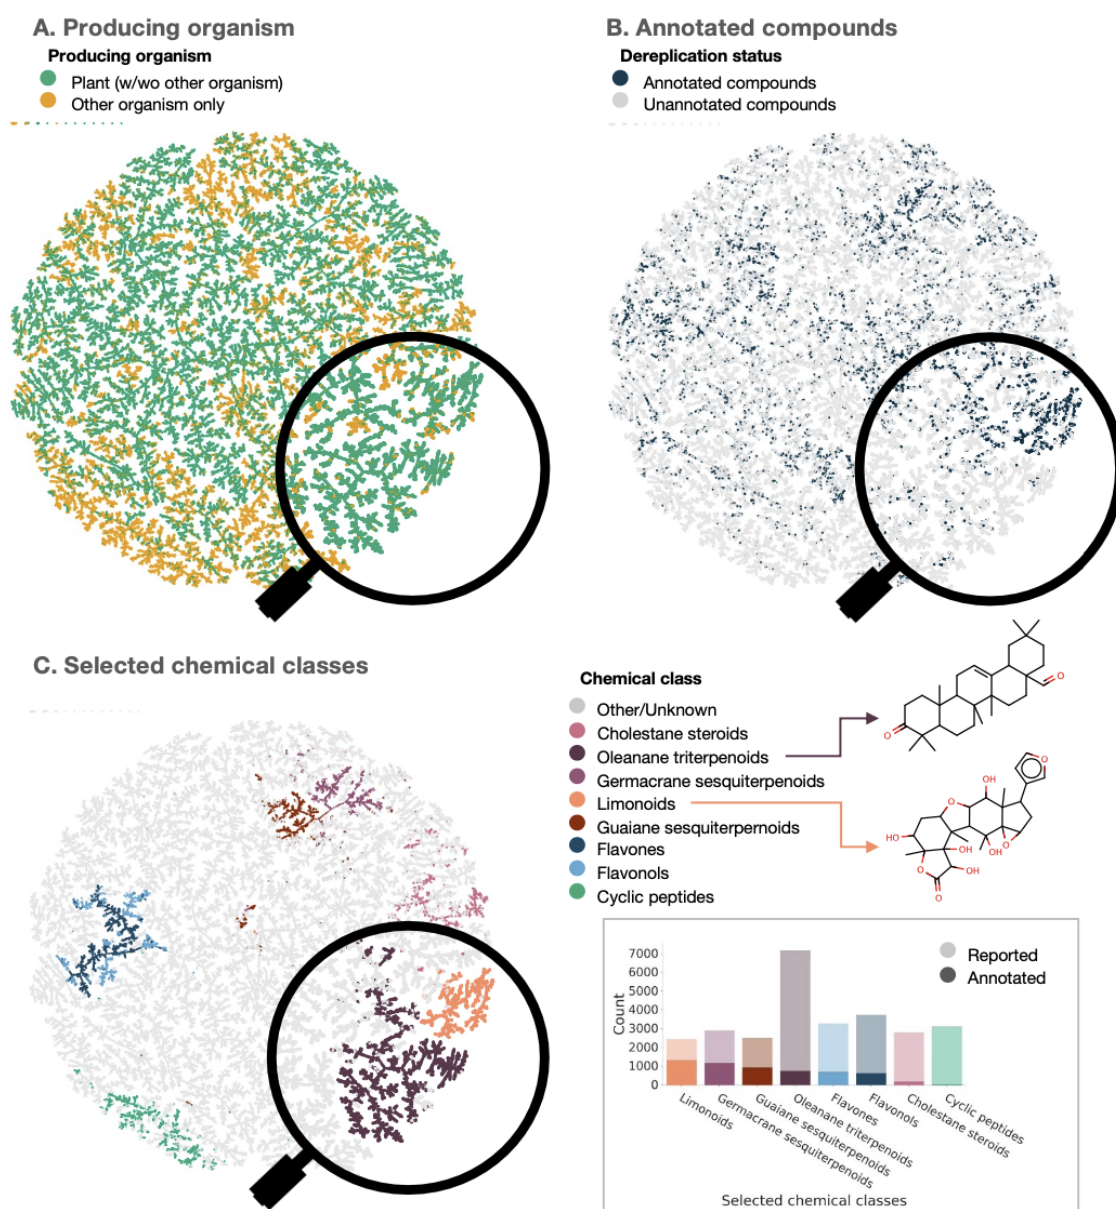 A. Producing organism
Producing organism
Plant (w/wo other organism)
Other organism only
B. Annotated compounds
Dereplication status
Annotated compounds
Unannotated compounds
C. Selected chemical classes
Chemical class
Other/Unknown
Cholestane steroids
Oleanane triterpenoids
Germacrane sesquiterpenoids
Limonoids
Guaiane sesquiterpernoids
Flavones
Flavonols
Cyclic peptides
O
O
O
OH
O
HO
OH
OH
O
O
OH
O
Reported
Annotated
Count
7000
6000
5000
4000
3000
2000
1000
0
Limonoids
Germacrane sesquiterpenoids
Guaiane sesquiterpenoids
Oleanane triterpenoids
Flavones
Flavonols
Cholestane steroids
Cyclic peptides
Selected chemical classes